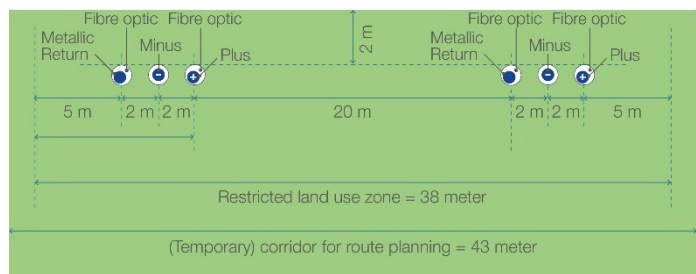 Fibre optic Fibre optic
Metallic Return
Minus
Plus
2 m
Fibre optic Fibre optic
Metallic Return
Minus
Plus
5 m 2 m 2 m 20 m 2 m 2 m 5 m
Restricted land use zone = 38 meter
(Temporary) corridor for route planning = 43 meter